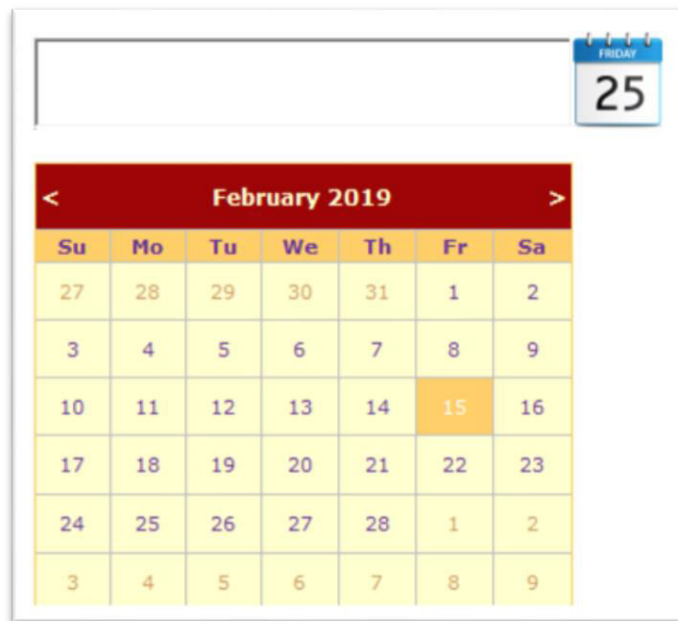 FRIDAY
25
< February 2019 >
Su Mo Tu We Th Fr Sa
27 28 29 30 31 1 2
3 4 5 6 7 8 9
10 11 12 13 14 15 16
17 18 19 20 21 22 23
24 25 26 27 28 1 2
3 4 5 6 7 8 9